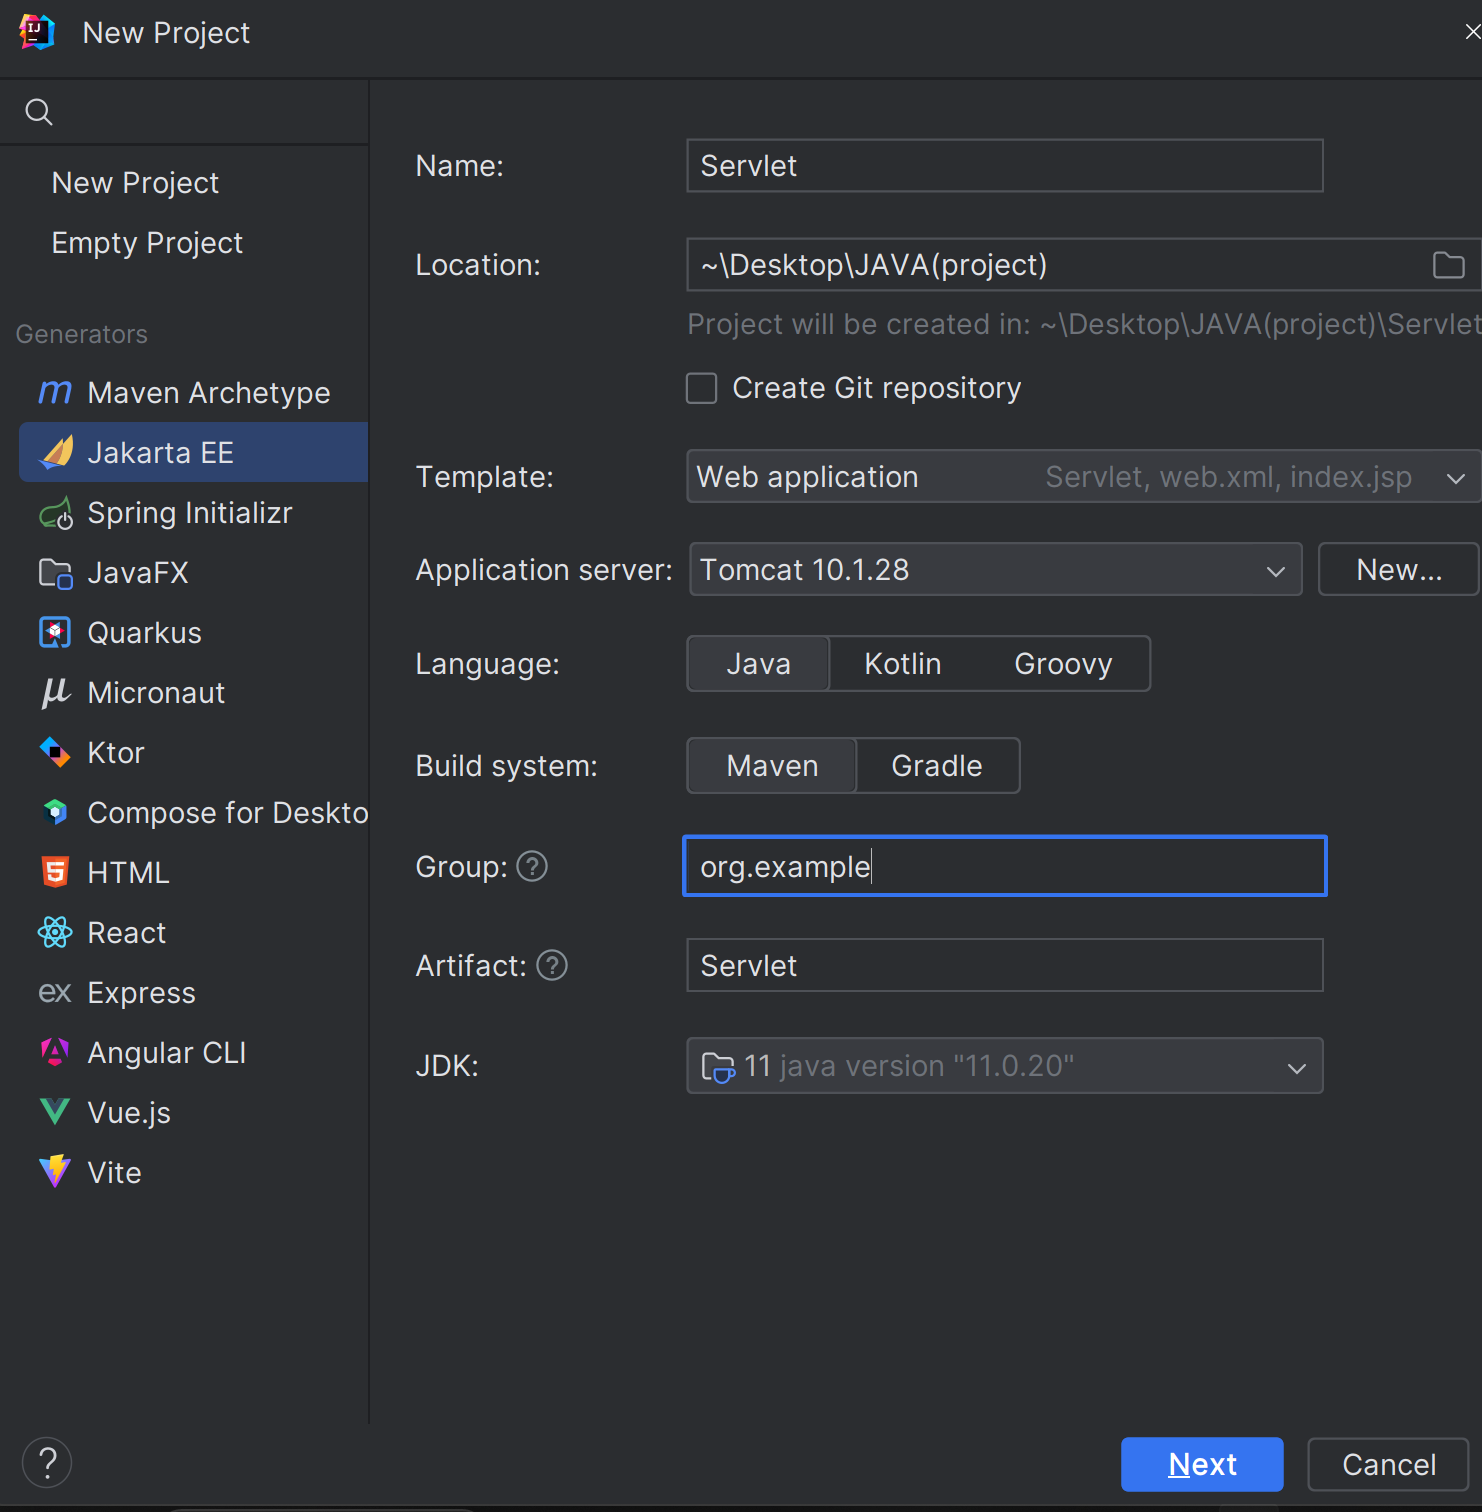 New Project
New Project
Empty Project
Generators
Maven Archetype
Jakarta EE
Spring Initializr
JavaFX
Quarkus
Micronaut
Ktor
Compose for Deskto
HTML
React
ex Express
Angular CLI
Vue.js
Vite
Name: Servlet
Location: ~\Desktop\JAVA(project)
Project will be created in: ~\Desktop\JAVA(project)\Servlet
Create Git repository
Template: Web application Servlet, web.xml, index.jsp
Application server: Tomcat 10.1.28 New...
Language: Java Kotlin Groovy
Build system: Maven Gradle
Group: ? org.example
Artifact: ? Servlet
JDK: 11 java version "11.0.20"
? Next Cancel